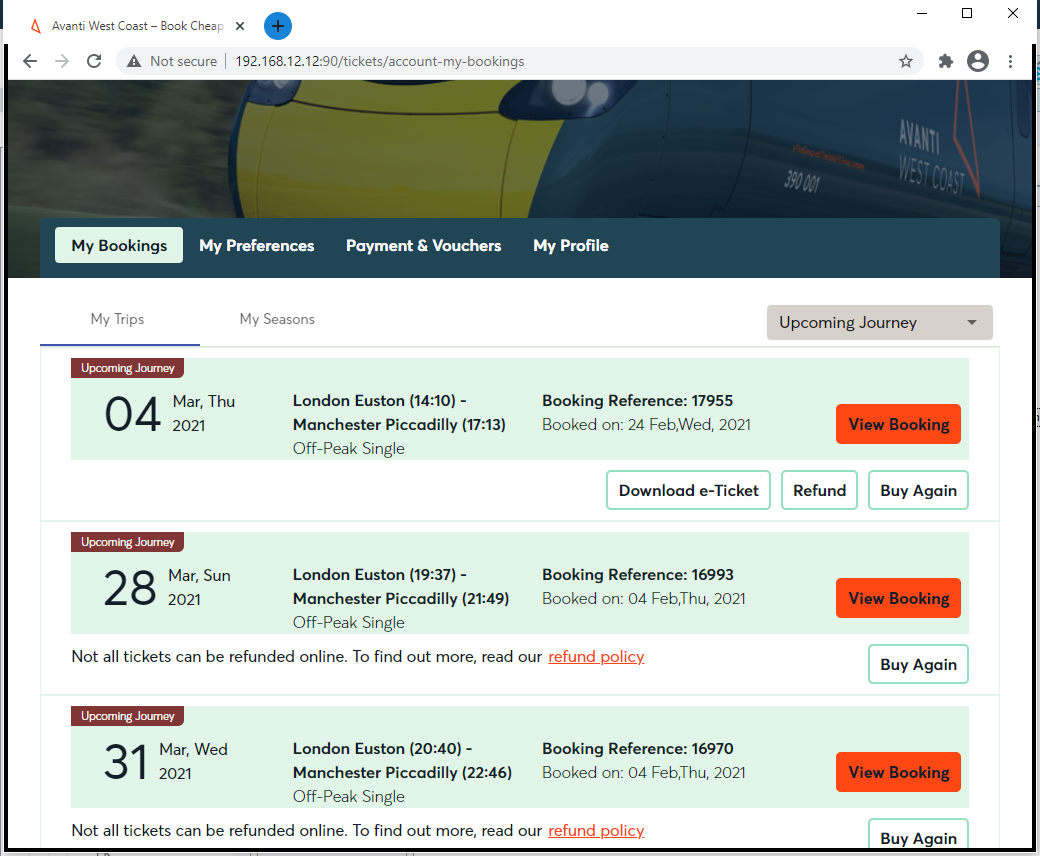 Avanti West Coast – Book Cheap
Not secure 192.168.12.12:90/tickets/account-my-bookings
AVANTI
WEST COAST
390 001
My Bookings My Preferences Payment & Vouchers My Profile
My Trips My Seasons Upcoming Journey
Upcoming Journey
04 Mar, Thu
2021
London Euston (14:10) -
Manchester Piccadilly (17:13)
Off-Peak Single
Booking Reference: 17955
Booked on: 24 Feb,Wed, 2021
View Booking
Download e-Ticket Refund Buy Again
Upcoming Journey
28 Mar, Sun
2021
London Euston (19:37) -
Manchester Piccadilly (21:49)
Off-Peak Single
Booking Reference: 16993
Booked on: 04 Feb,Thu, 2021
View Booking
Not all tickets can be refunded online. To find out more, read our refund policy
Buy Again
Upcoming Journey
31 Mar, Wed
2021
London Euston (20:40) -
Manchester Piccadilly (22:46)
Off-Peak Single
Booking Reference: 16970
Booked on: 04 Feb,Thu, 2021
View Booking
Not all tickets can be refunded online. To find out more, read our refund policy
Buy Again